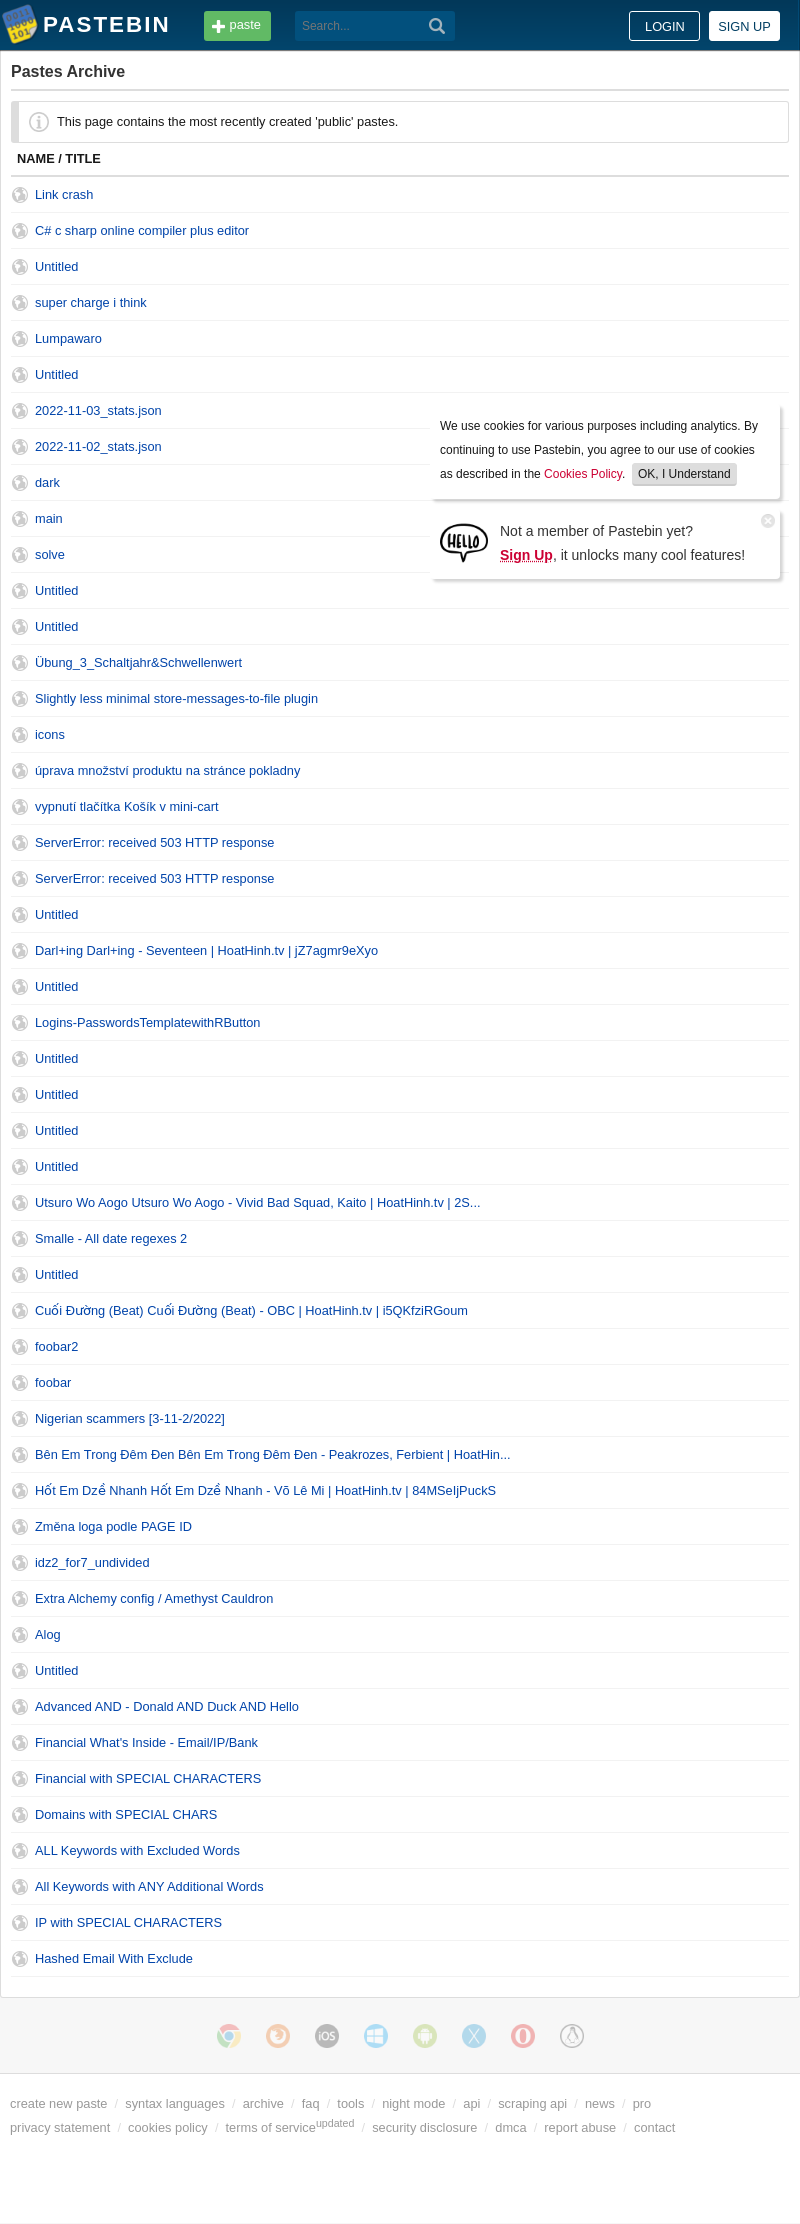 PASTEBIN
paste
Search...
LOGIN
SIGN UP
Pastes Archive
This page contains the most recently created 'public' pastes.
NAME / TITLE
Link crash
C# c sharp online compiler plus editor
Untitled
super charge i think
Lumpawaro
Untitled
2022-11-03_stats.json
2022-11-02_stats.json
dark
main
solve
We use cookies for various purposes including analytics. By
continuing to use Pastebin, you agree to our use of cookies
as described in the Cookies Policy. OK, I Understand
HELLO
Not a member of Pastebin yet?
Sign Up, it unlocks many cool features!
Untitled
Untitled
Übung_3_Schaltjahr&Schwellenwert
Slightly less minimal store-messages-to-file plugin
icons
úprava množství produktu na stránce pokladny
vypnutí tlačítka Košík v mini-cart
ServerError: received 503 HTTP response
ServerError: received 503 HTTP response
Untitled
Darl+ing Darl+ing - Seventeen | HoatHinh.tv | jZ7agmr9eXyo
Untitled
Logins-PasswordsTemplatewithRButton
Untitled
Untitled
Untitled
Untitled
Utsuro Wo Aogo Utsuro Wo Aogo - Vivid Bad Squad, Kaito | HoatHinh.tv | 2S...
Smalle - All date regexes 2
Untitled
Cuối Đường (Beat) Cuối Đường (Beat) - OBC | HoatHinh.tv | i5QKfziRGoum
foobar2
foobar
Nigerian scammers [3-11-2/2022]
Bên Em Trong Đêm Đen Bên Em Trong Đêm Đen - Peakrozes, Ferbient | HoatHin...
Hốt Em Dzề Nhanh Hốt Em Dzề Nhanh - Võ Lê Mi | HoatHinh.tv | 84MSeIjPuckS
Změna loga podle PAGE ID
idz2_for7_undivided
Extra Alchemy config / Amethyst Cauldron
Alog
Untitled
Advanced AND - Donald AND Duck AND Hello
Financial What's Inside - Email/IP/Bank
Financial with SPECIAL CHARACTERS
Domains with SPECIAL CHARS
ALL Keywords with Excluded Words
All Keywords with ANY Additional Words
IP with SPECIAL CHARACTERS
Hashed Email With Exclude
iOS
create new paste / syntax languages / archive / faq / tools / night mode / api / scraping api / news / pro
privacy statement / cookies policy / terms of serviceupdated / security disclosure / dmca / report abuse / contact